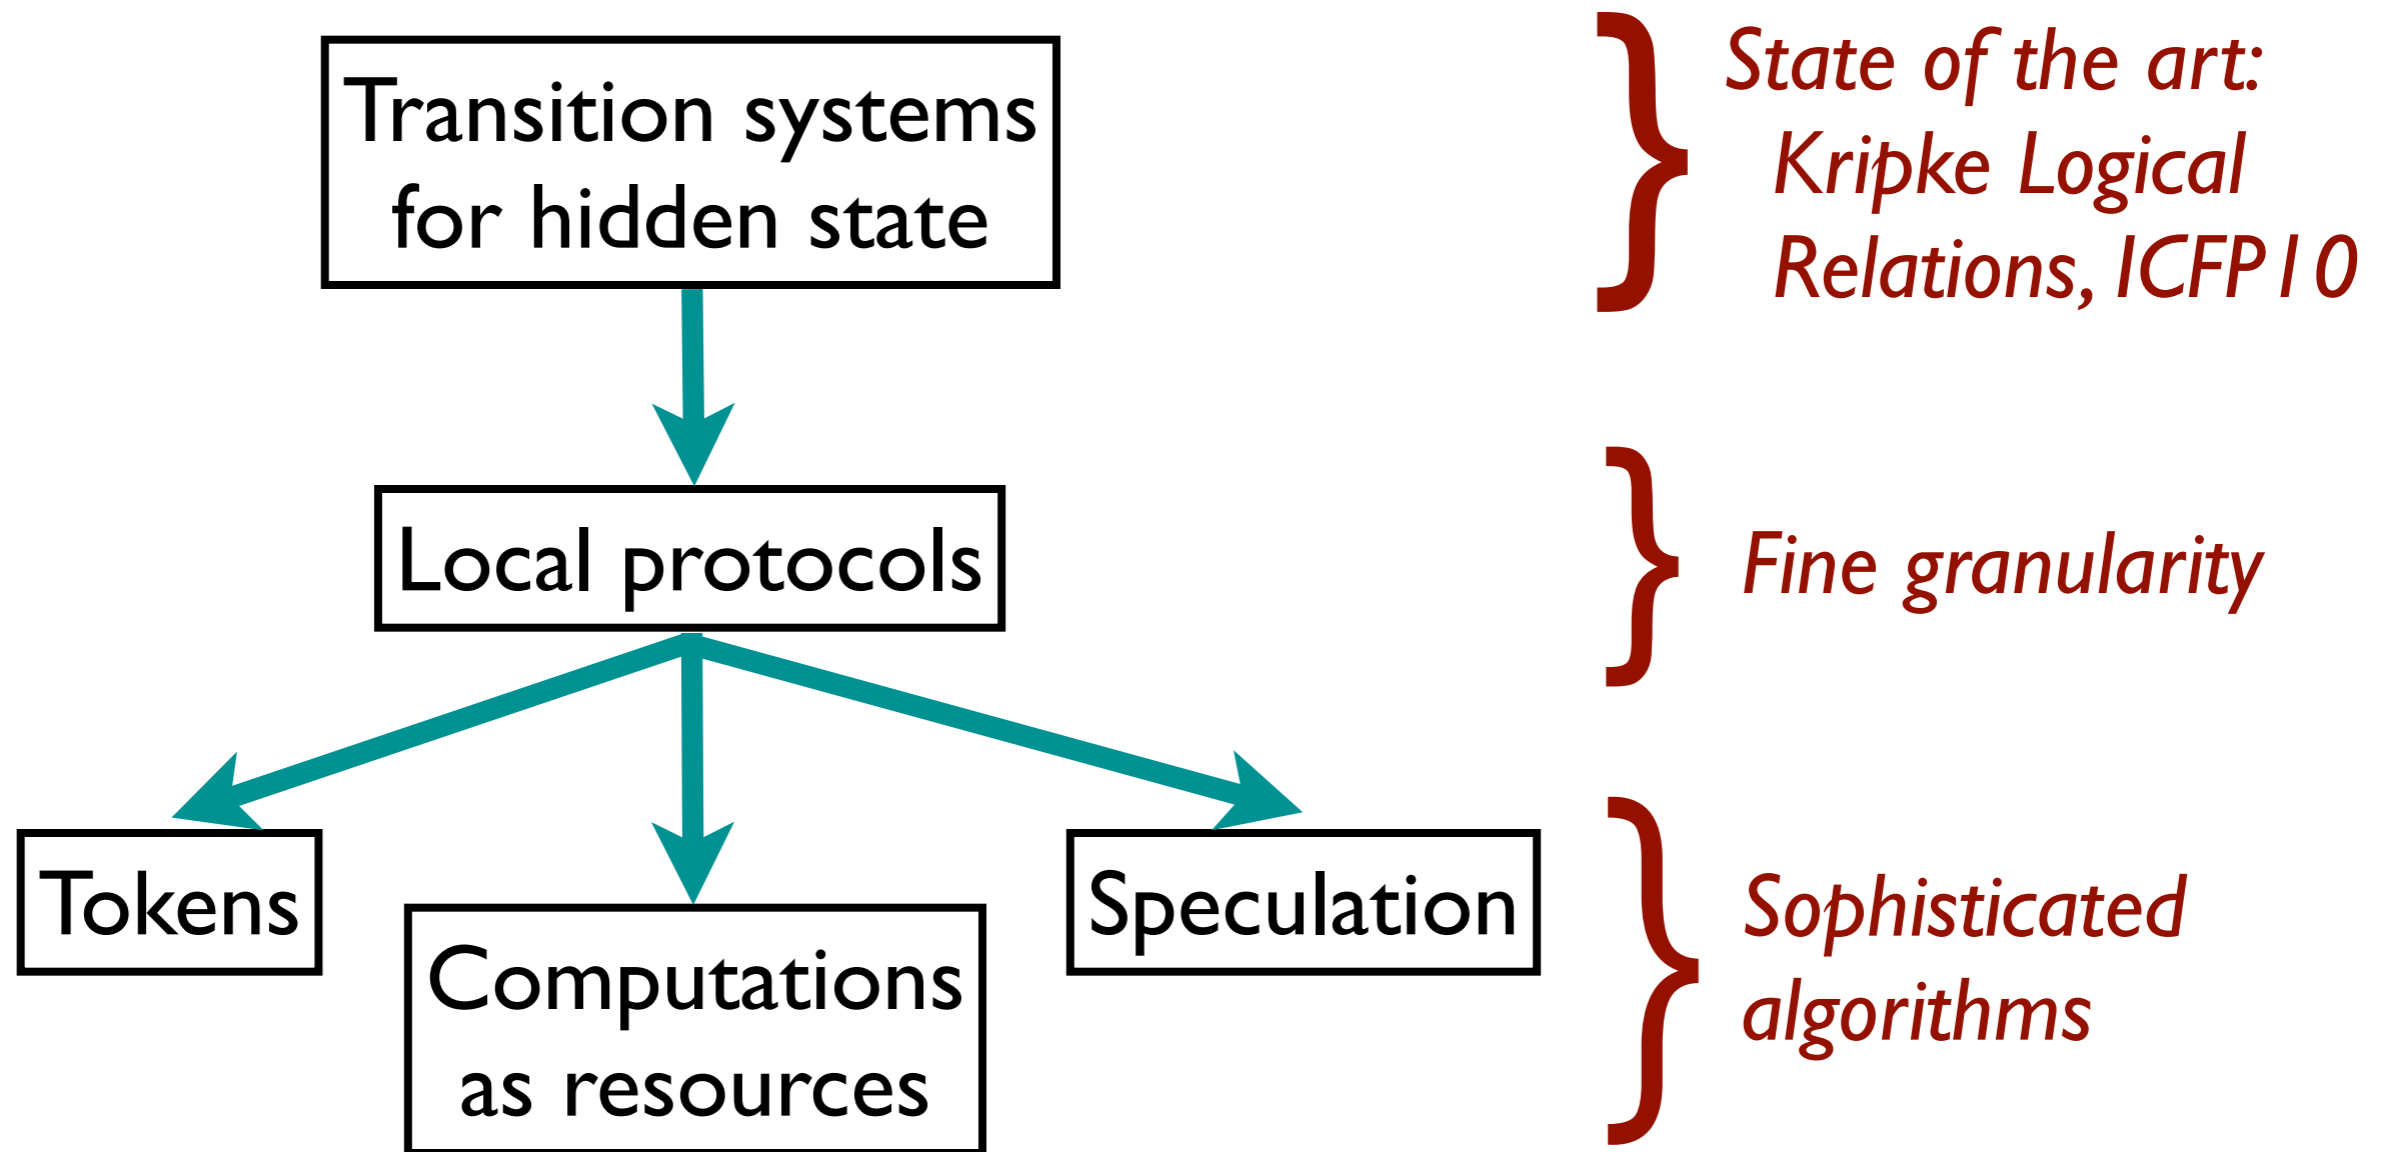 Transition systems
for hidden state
State of the art:
Kripke Logical
Relations, ICFP10
Local protocols
Fine granularity
Tokens
Computations
as resources
Speculation
Sophisticated
algorithms